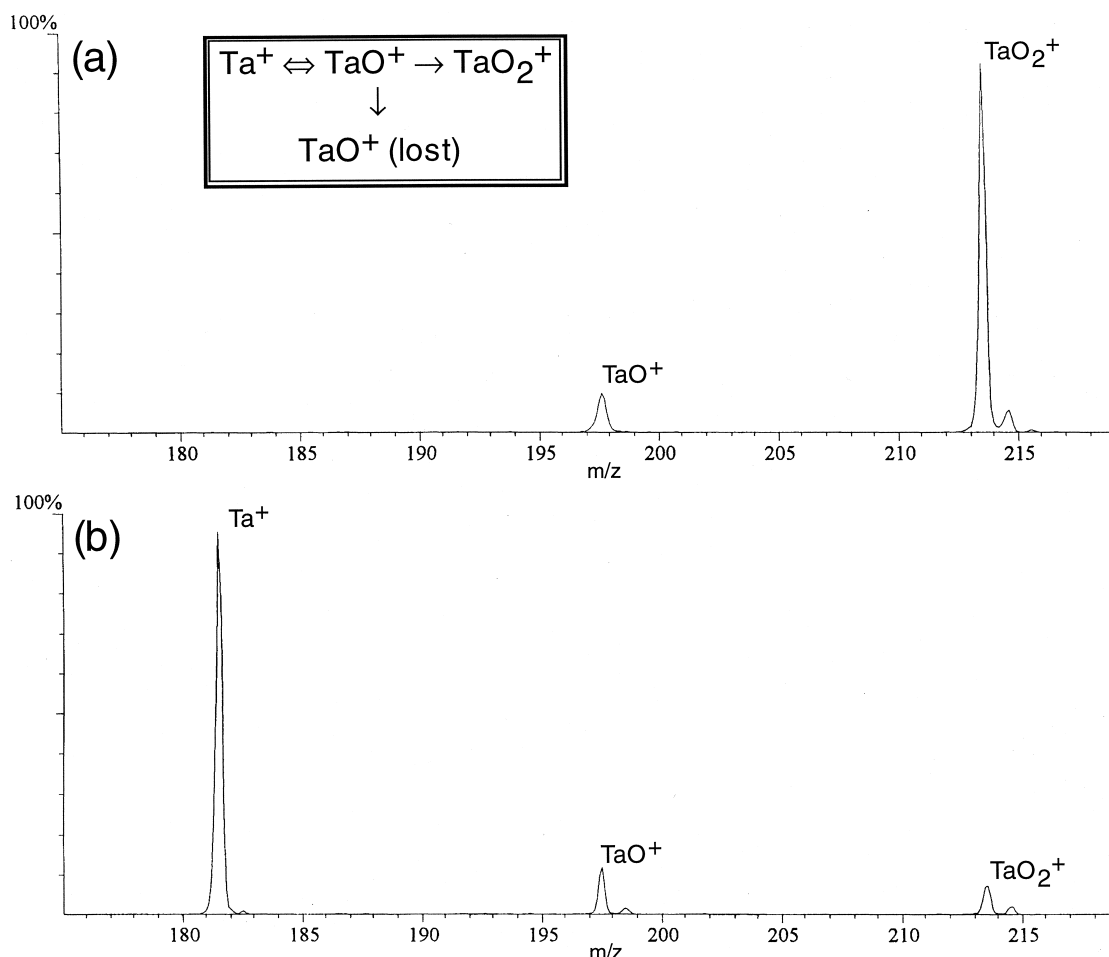 100%
(a)
Ta⁺ ⇔ TaO⁺ → TaO₂⁺
↓
TaO⁺ (lost)
TaO₂⁺
TaO⁺
180 185 190 195 200 205 210 215
m/z
100%
(b)
Ta⁺
TaO⁺
TaO₂⁺
180 185 190 195 200 205 210 215
m/z